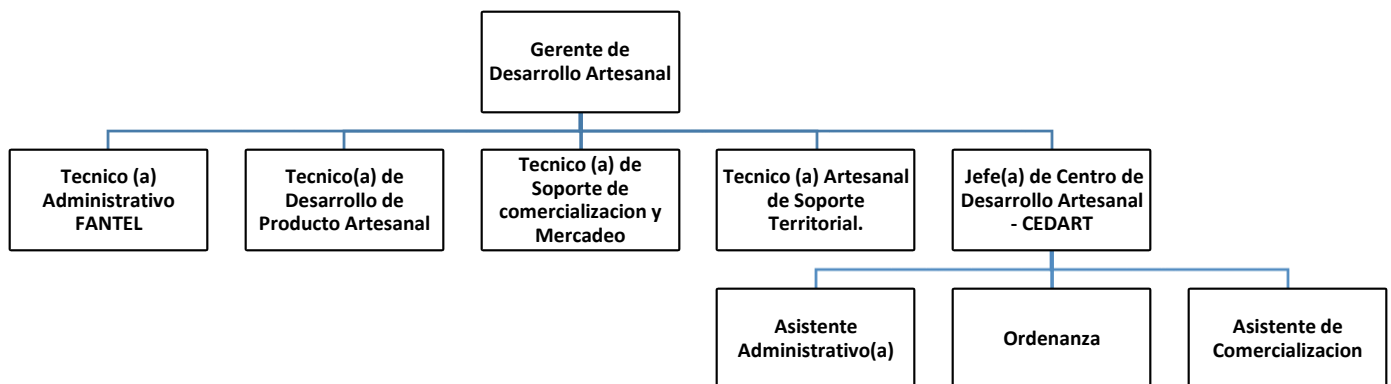 Gerente de
Desarrollo Artesanal
Tecnico (a)
Administrativo
FANTEL
Tecnico(a) de
Desarrollo de
Producto Artesanal
Tecnico (a) de
Soporte de
comercializacion y
Mercadeo
Tecnico (a) Artesanal
de Soporte
Territorial.
Jefe(a) de Centro de
Desarrollo Artesanal
- CEDART
Asistente
Administrativo(a)
Ordenanza
Asistente de
Comercializacion